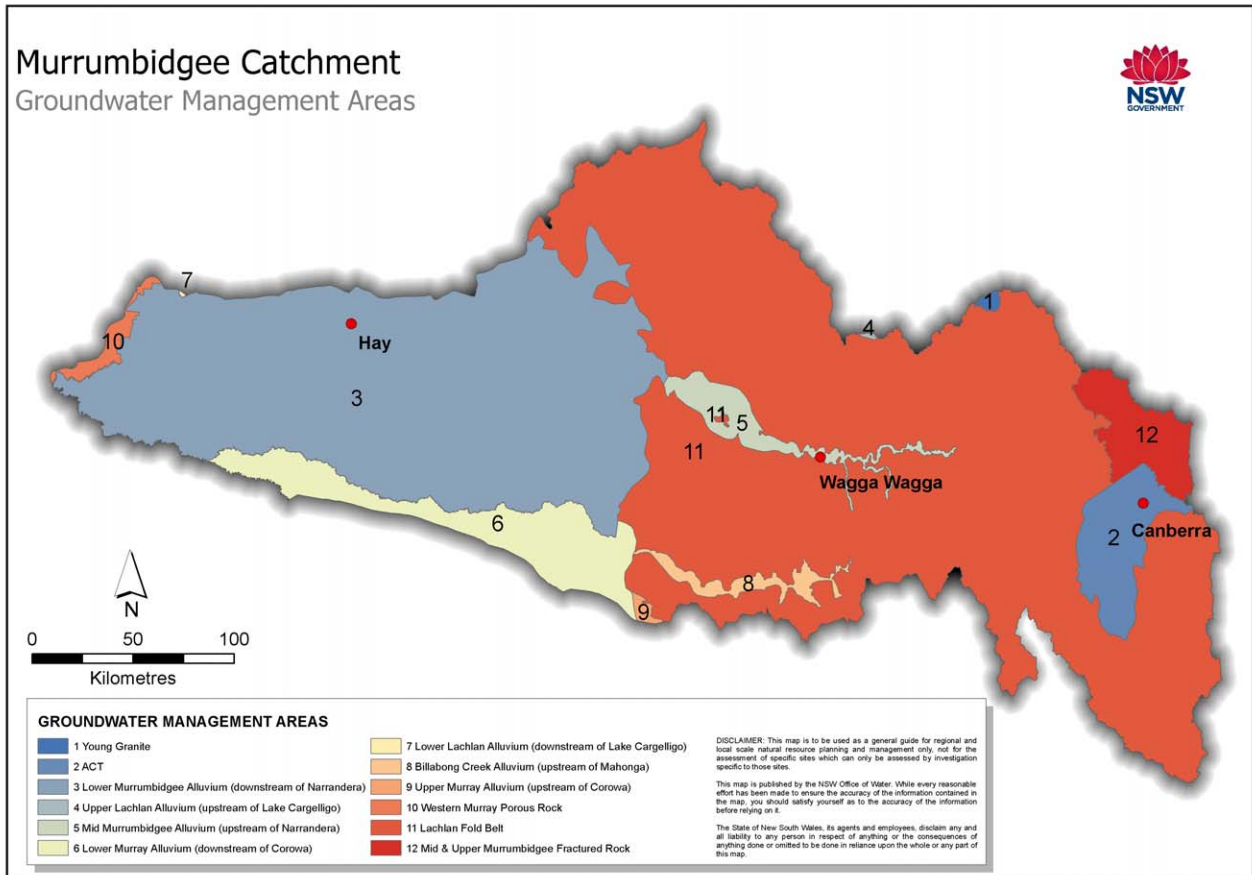 Murrumbidgee Catchment
Groundwater Management Areas
NSW
GOVERNMENT
7
10
Hay
3
4
1
11
5
11
12
Wagga Wagga
Canberra
2
6
8
9
N
0 50 100
Kilometres
GROUNDWATER MANAGEMENT AREAS
1 Young Granite
2 ACT
3 Lower Murrumbidgee Alluvium (downstream of Narrandera)
4 Upper Lachlan Alluvium (upstream of Lake Cargelligo)
5 Mid Murrumbidgee Alluvium (upstream of Narrandera)
6 Lower Murray Alluvium (downstream of Corowa)
7 Lower Lachlan Alluvium (downstream of Lake Cargelligo)
8 Billabong Creek Alluvium (upstream of Mahonga)
9 Upper Murray Alluvium (upstream of Corowa)
10 Western Murray Porous Rock
11 Lachlan Fold Belt
12 Mid & Upper Murrumbidgee Fractured Rock
DISCLAIMER: This map is to be used as a general guide for regional and
local scale natural resource planning and management only, not for the
assessment of specific sites which can only be assessed by investigation
specific to those sites.
This map is published by the NSW Office of Water. While every reasonable
effort has been made to ensure the accuracy of the information contained in
the map, you should satisfy yourself as to the accuracy of the information
before relying on it.
The State of New South Wales, its agents and employees, disclaim any and
all liability to any person in respect of anything or the consequences of
anything done or omitted to be done in reliance upon the whole or any part of
this map.